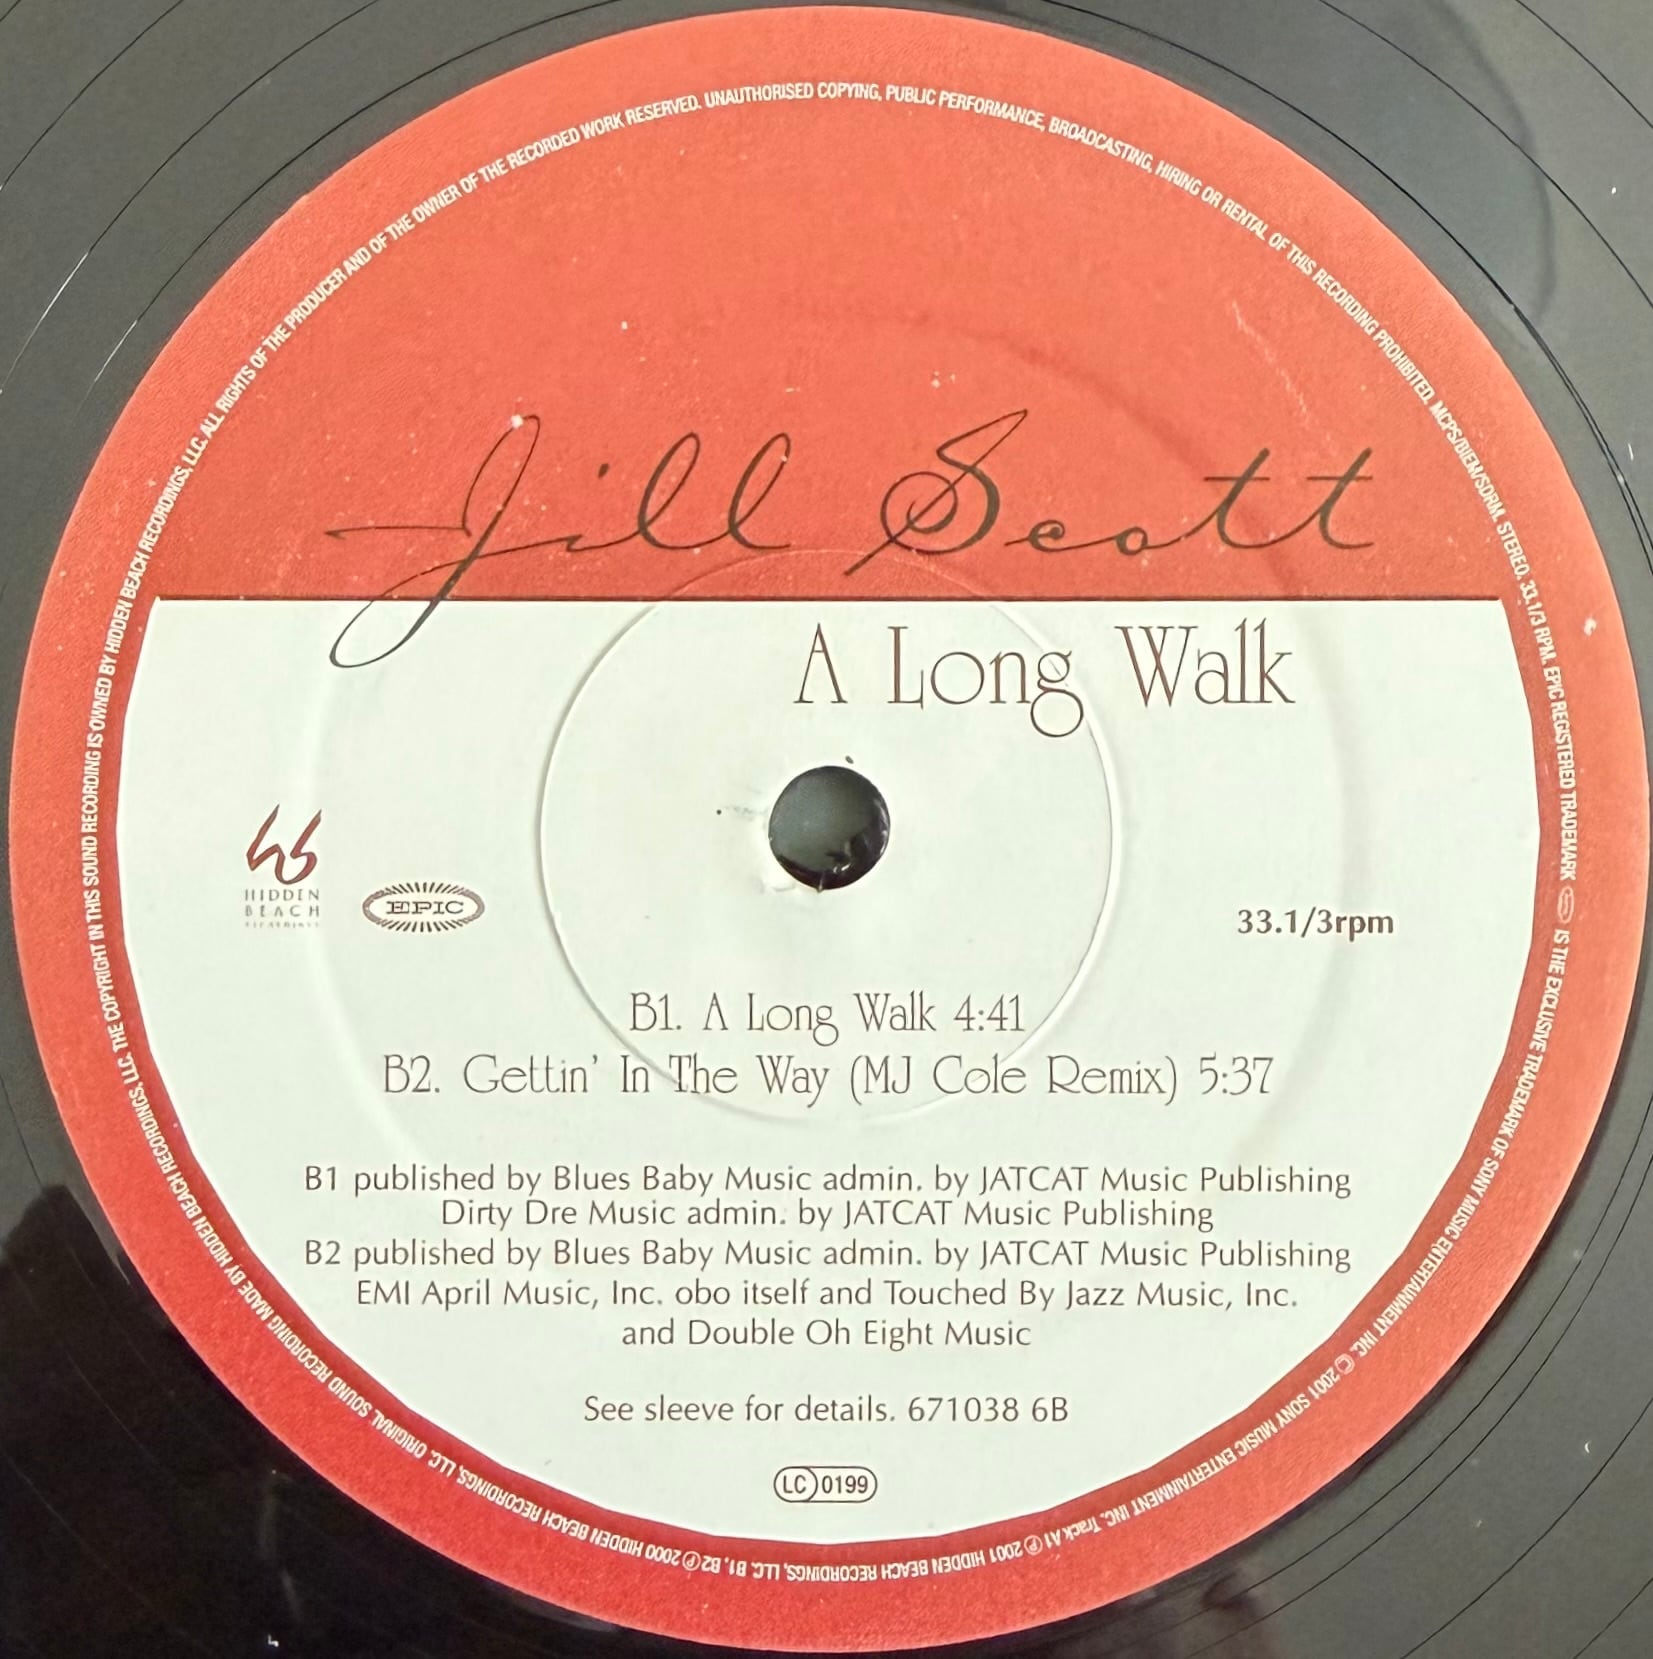 Jill Scott
A Long Walk
hb
HIDDEN
BEACH
RECORDINGS
EPIC
33.1/3rpm
B1. A Long Walk 4:41
B2. Gettin' In The Way (MJ Cole Remix) 5:37
B1 published by Blues Baby Music admin. by JATCAT Music Publishing
Dirty Dre Music admin. by JATCAT Music Publishing
B2 published by Blues Baby Music admin. by JATCAT Music Publishing
EMI April Music, Inc. obo itself and Touched By Jazz Music, Inc.
and Double Oh Eight Music
See sleeve for details. 671038 6B
LC 0199
Track A1 ℗ 2001 HIDDEN BEACH RECORDINGS, LLC. B1, B2 ℗ 2000 HIDDEN BEACH RECORDINGS, LLC. ORIGINAL SOUND RECORDING MADE BY HIDDEN BEACH RECORDINGS, LLC. THE COPYRIGHT IN THIS SOUND RECORDING IS OWNED BY HIDDEN BEACH RECORDINGS, LLC. ALL RIGHTS OF THE PRODUCER AND OF THE OWNER OF THE RECORDED WORK RESERVED. UNAUTHORISED COPYING, PUBLIC PERFORMANCE, BROADCASTING, HIRING OR RENTAL OF THIS RECORDING PROHIBITED. MCPS/BIEM/SDRM. STEREO. 33.1/3 RPM. EPIC REGISTERED TRADEMARK IS THE EXCLUSIVE TRADEMARK OF SONY MUSIC ENTERTAINMENT INC. © 2001 SONY MUSIC ENTERTAINMENT INC.